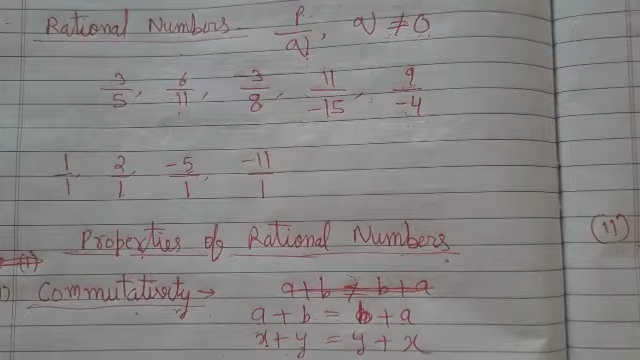 Rational Numbers p/q, q ≠ 0
3/5, 6/11, -3/8, 11/-15, 9/-4
1/1, 2/1, -5/1, -11/1
Properties of Rational Numbers
(ii)
(i)
Commutativity → a+b ≠ b+a
a+b = b+a
x+y = y+x